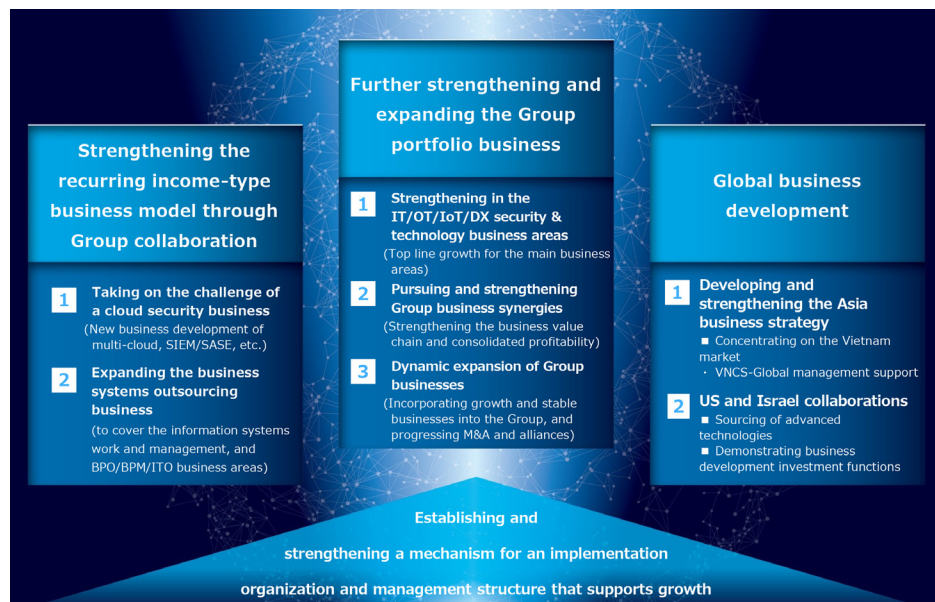 Strengthening the
recurring income-type
business model through
Group collaboration
1 Taking on the challenge of
a cloud security business
(New business development of
multi-cloud, SIEM/SASE, etc.)
2 Expanding the business
systems outsourcing
business
(to cover the information systems
work and management, and
BPO/BPM/ITO business areas)
Further strengthening and
expanding the Group
portfolio business
1 Strengthening in the
IT/OT/IoT/DX security &
technology business areas
(Top line growth for the main business
areas)
2 Pursuing and strengthening
Group business synergies
(Strengthening the business value
chain and consolidated profitability)
3 Dynamic expansion of Group
businesses
(Incorporating growth and stable
businesses into the Group, and
progressing M&A and alliances)
Global business
development
1 Developing and
strengthening the Asia
business strategy
■ Concentrating on the Vietnam
market
・ VNCS-Global management support
2 US and Israel collaborations
■ Sourcing of advanced
technologies
■ Demonstrating business
development investment functions
Establishing and
strengthening a mechanism for an implementation
organization and management structure that supports growth